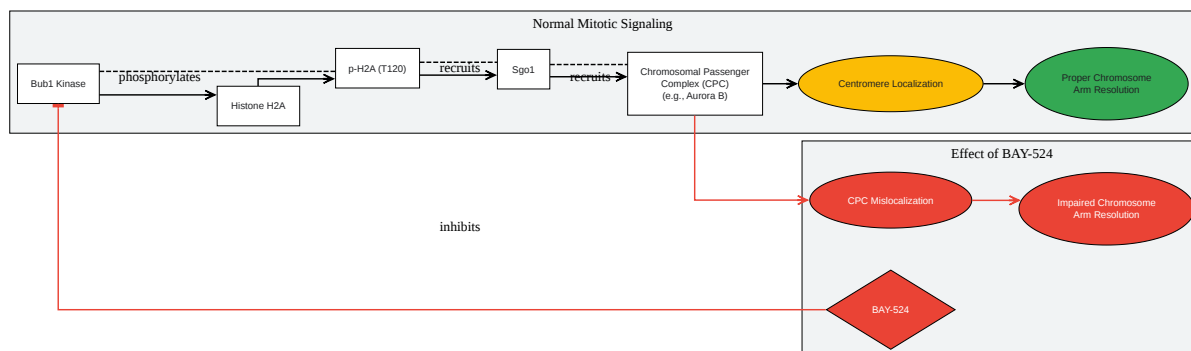 Normal Mitotic Signaling
Bub1 Kinase
phosphorylates
Histone H2A
p-H2A (T120)
recruits
Sgo1
recruits
Chromosomal Passenger
Complex (CPC)
(e.g., Aurora B)
Centromere Localization
Proper Chromosome
Arm Resolution
Effect of BAY-524
CPC Mislocalization
Impaired Chromosome
Arm Resolution
inhibits
BAY-524